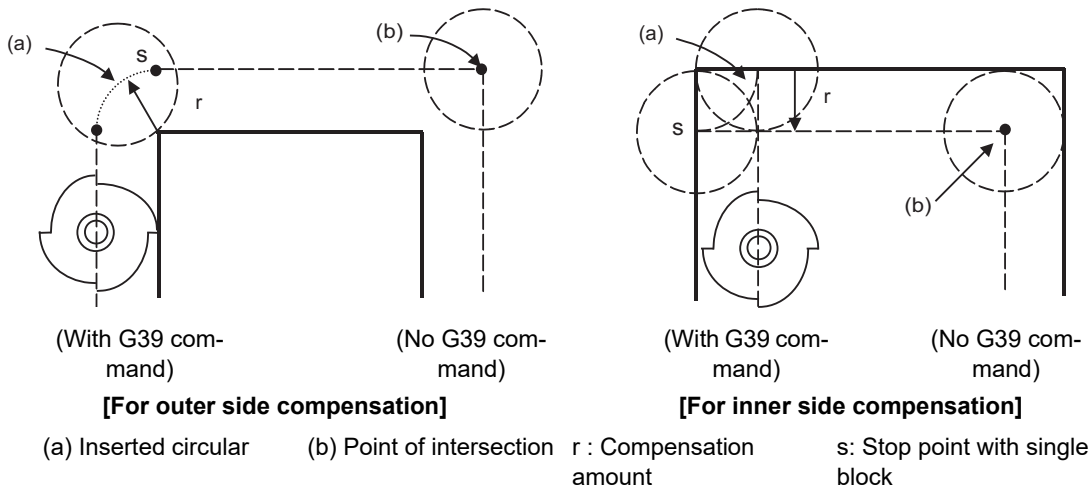 (a)
s
(b)
r
(a)
r
s
(b)
(With G39 com-
mand)
(No G39 com-
mand)
(With G39 com-
mand)
(No G39 com-
mand)
[For outer side compensation]
[For inner side compensation]
(a) Inserted circular
(b) Point of intersection
r : Compensation
amount
s: Stop point with single
block